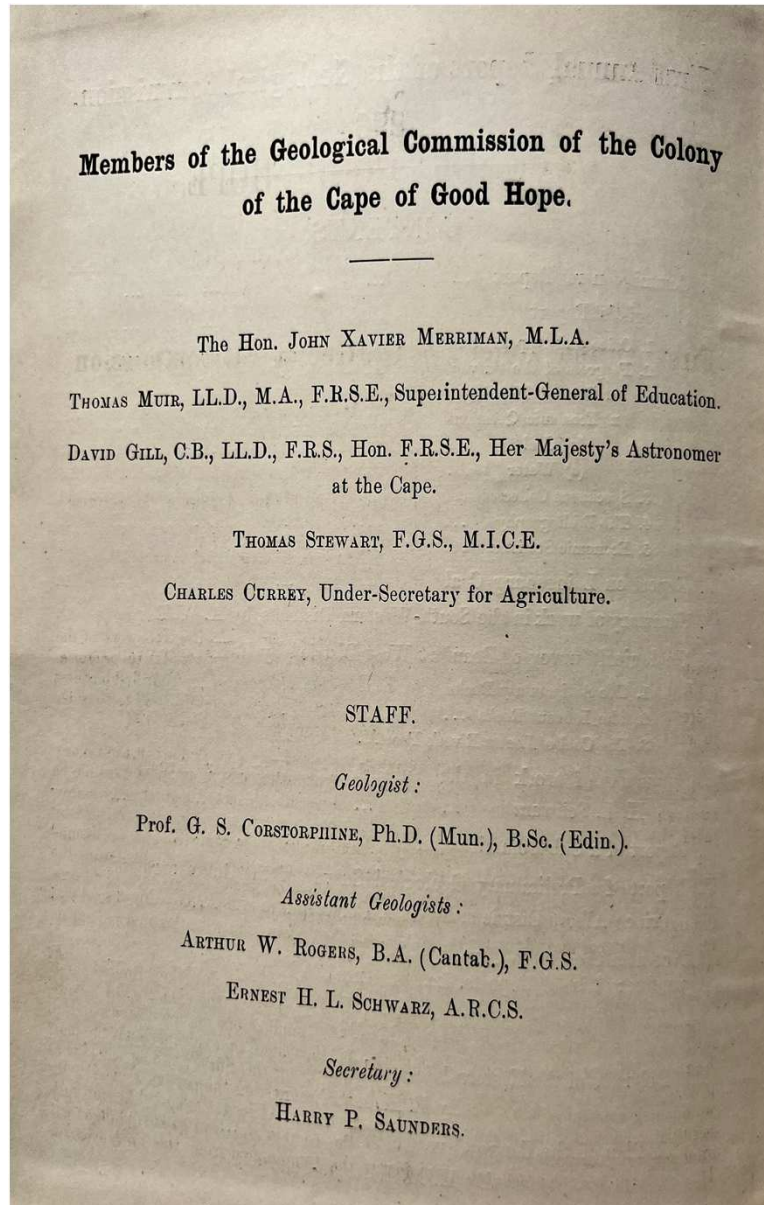 Members of the Geological Commission of the Colony
of the Cape of Good Hope.
The Hon. JOHN XAVIER MERRIMAN, M.L.A.
THOMAS MUIR, LL.D., M.A., F.R.S.E., Superintendent-General of Education.
DAVID GILL, C.B., LL.D., F.R.S., Hon. F.R.S.E., Her Majesty's Astronomer
at the Cape.
THOMAS STEWART, F.G.S., M.I.C.E.
CHARLES CURREY, Under-Secretary for Agriculture.
STAFF.
Geologist:
Prof. G. S. CORSTORPHINE, Ph.D. (Mun.), B.Sc. (Edin.).
Assistant Geologists:
ARTHUR W. ROGERS, B.A. (Cantab.), F.G.S.
ERNEST H. L. SCHWARZ, A.R.C.S.
Secretary:
HARRY P. SAUNDERS.